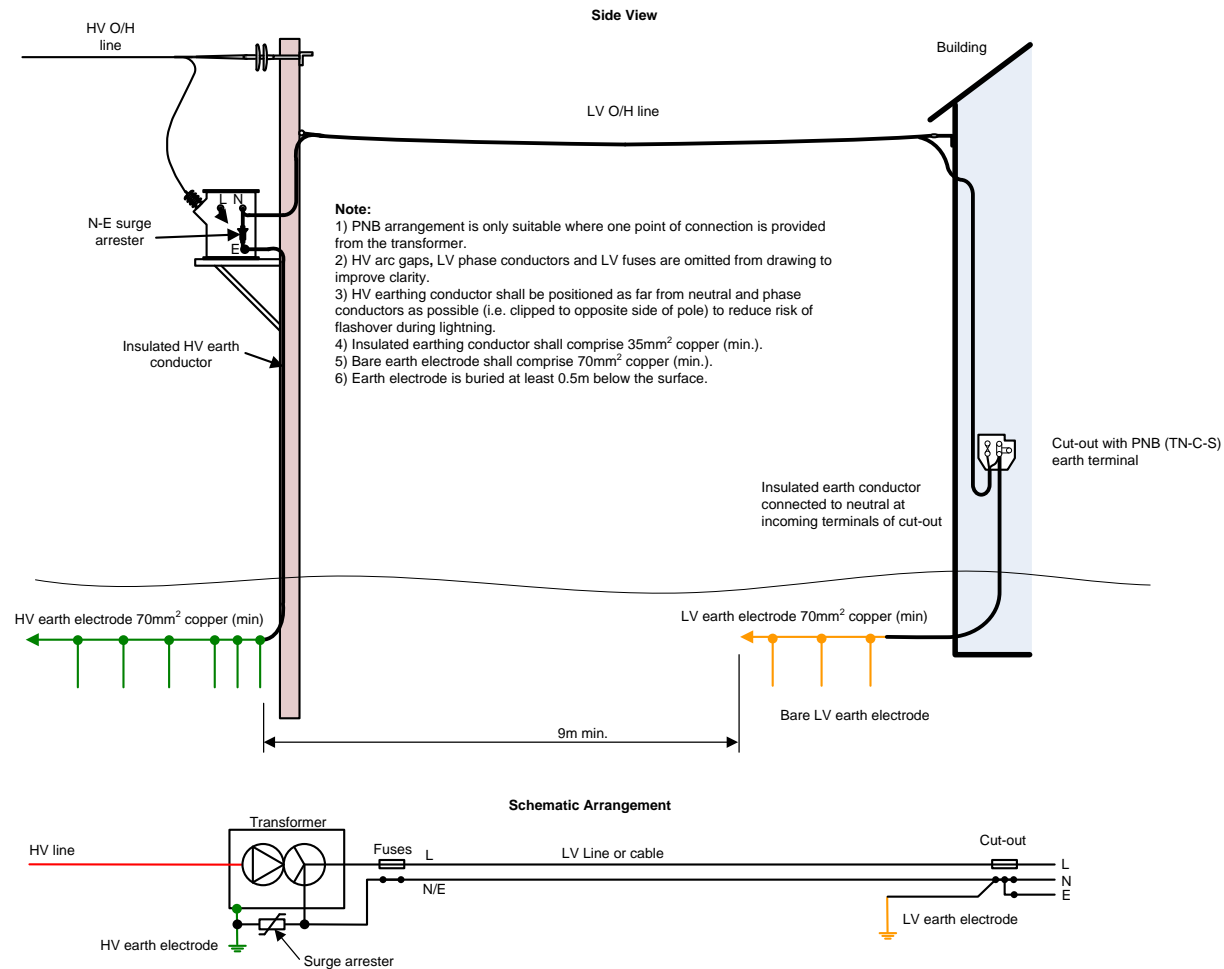 Side View
HV O/H
line
Building
LV O/H line
L N
N-E surge
arrester
E
Note:
1) PNB arrangement is only suitable where one point of connection is provided
from the transformer.
2) HV arc gaps, LV phase conductors and LV fuses are omitted from drawing to
improve clarity.
3) HV earthing conductor shall be positioned as far from neutral and phase
conductors as possible (i.e. clipped to opposite side of pole) to reduce risk of
flashover during lightning.
4) Insulated earthing conductor shall comprise 35mm² copper (min.).
5) Bare earth electrode shall comprise 70mm² copper (min.).
6) Earth electrode is buried at least 0.5m below the surface.
Insulated HV earth
conductor
Cut-out with PNB (TN-C-S)
earth terminal
Insulated earth conductor
connected to neutral at
incoming terminals of cut-out
HV earth electrode 70mm² copper (min)
LV earth electrode 70mm² copper (min)
Bare LV earth electrode
9m min.
Schematic Arrangement
Transformer
HV line
Fuses
L
LV Line or cable
Cut-out
L
N/E
N
E
LV earth electrode
HV earth electrode
Surge arrester